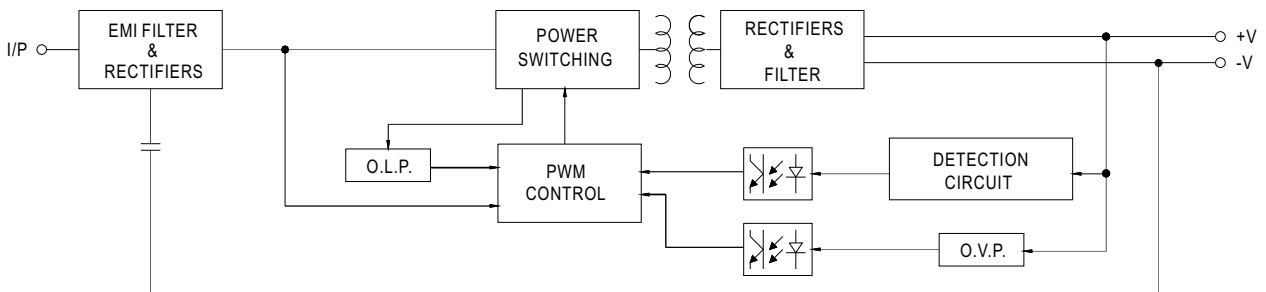 I/P
EMI FILTER
&
RECTIFIERS
POWER
SWITCHING
RECTIFIERS
&
FILTER
+V
-V
O.L.P.
PWM
CONTROL
DETECTION
CIRCUIT
O.V.P.